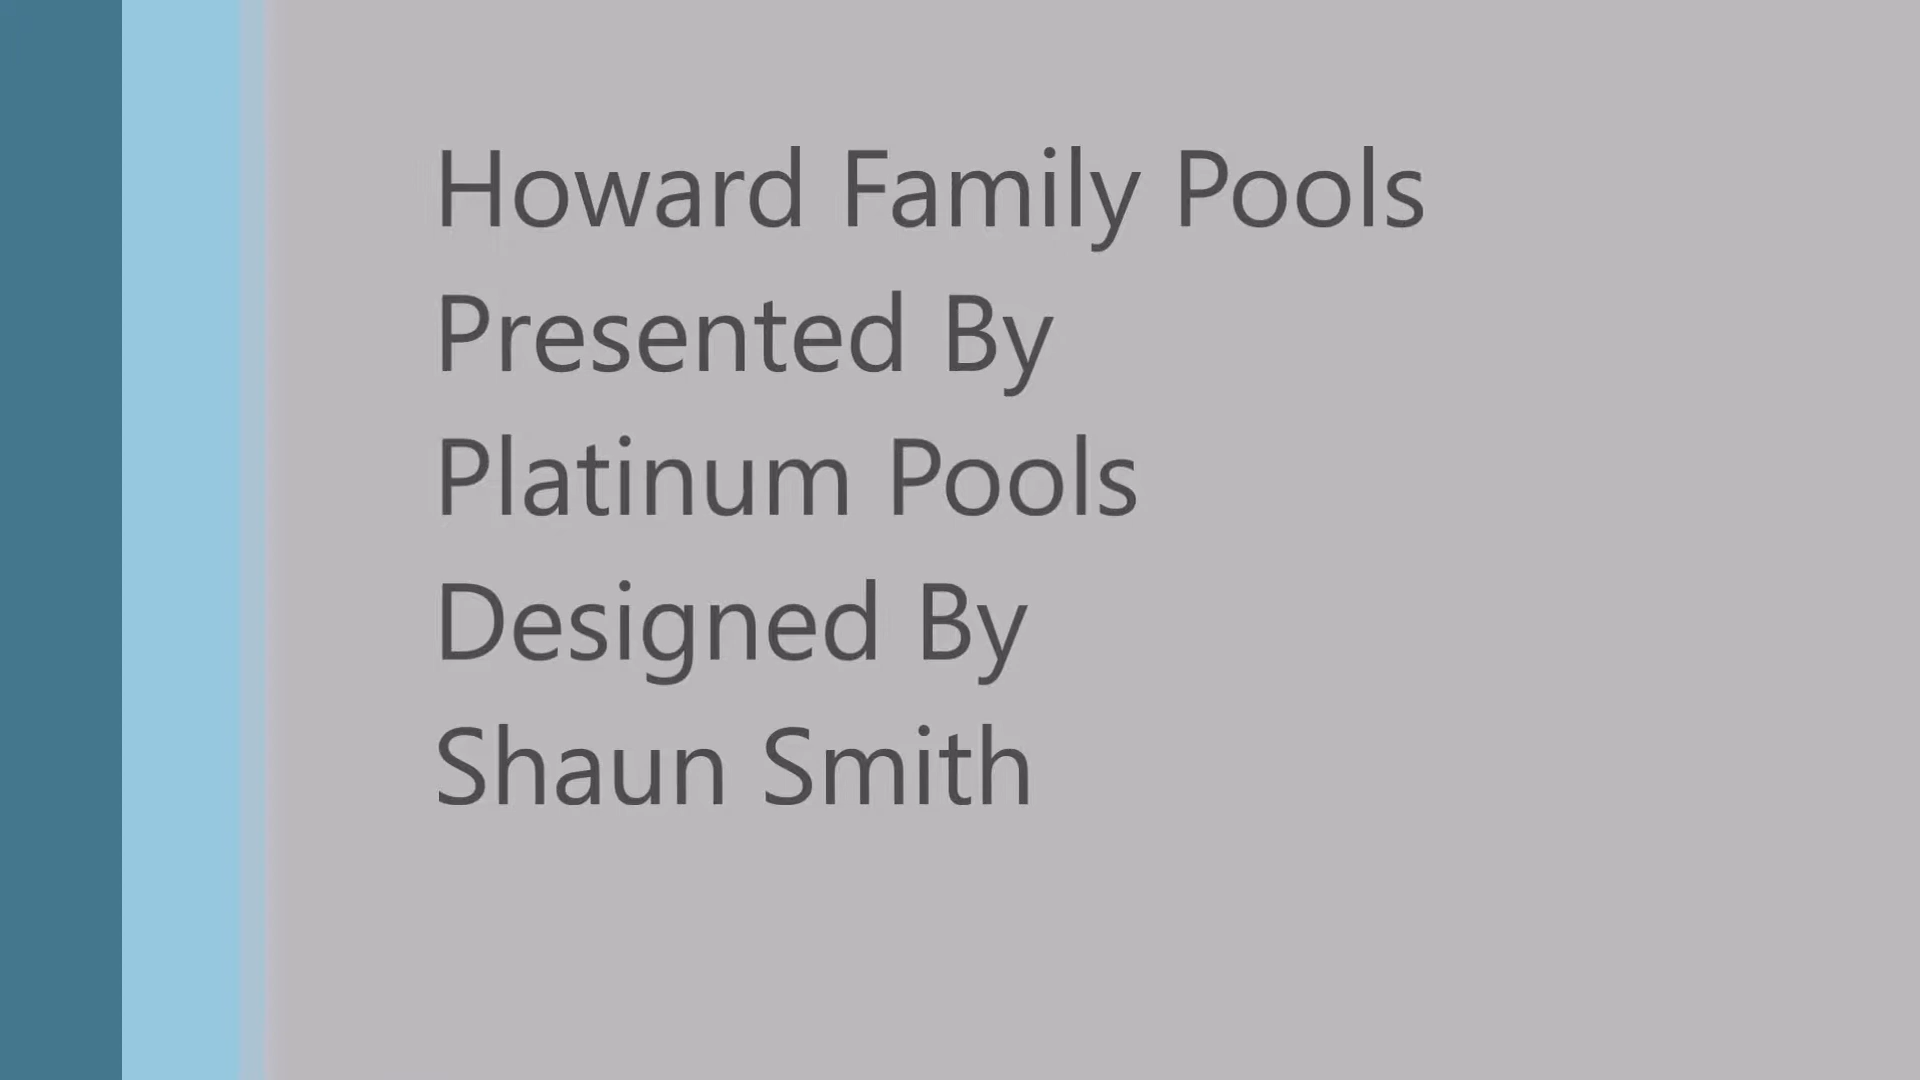 Howard Family Pools
Presented By
Platinum Pools
Designed By
Shaun Smith